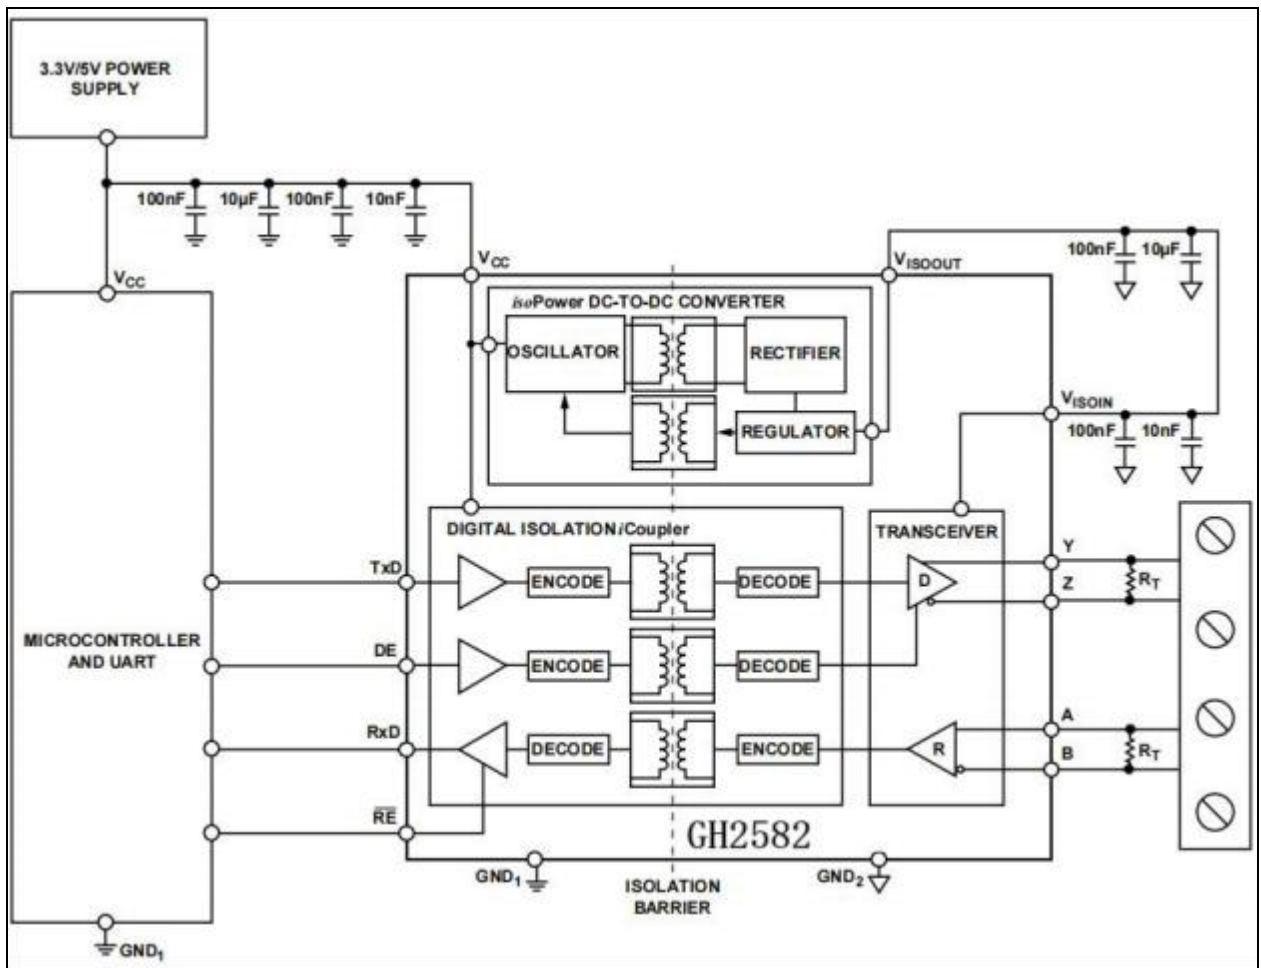 3.3V/5V POWER
SUPPLY
100nF
10µF
100nF
10nF
VCC
VCC
VISOOUT
100nF
10µF
isoPower DC-TO-DC CONVERTER
OSCILLATOR
RECTIFIER
REGULATOR
VISOIN
100nF
10nF
DIGITAL ISOLATION iCoupler
TRANSCEIVER
TxD
ENCODE
DECODE
D
Y
Z
RT
MICROCONTROLLER
AND UART
DE
ENCODE
DECODE
RxD
DECODE
ENCODE
R
A
B
RT
RE
GH2582
GND1
ISOLATION
BARRIER
GND2
GND1